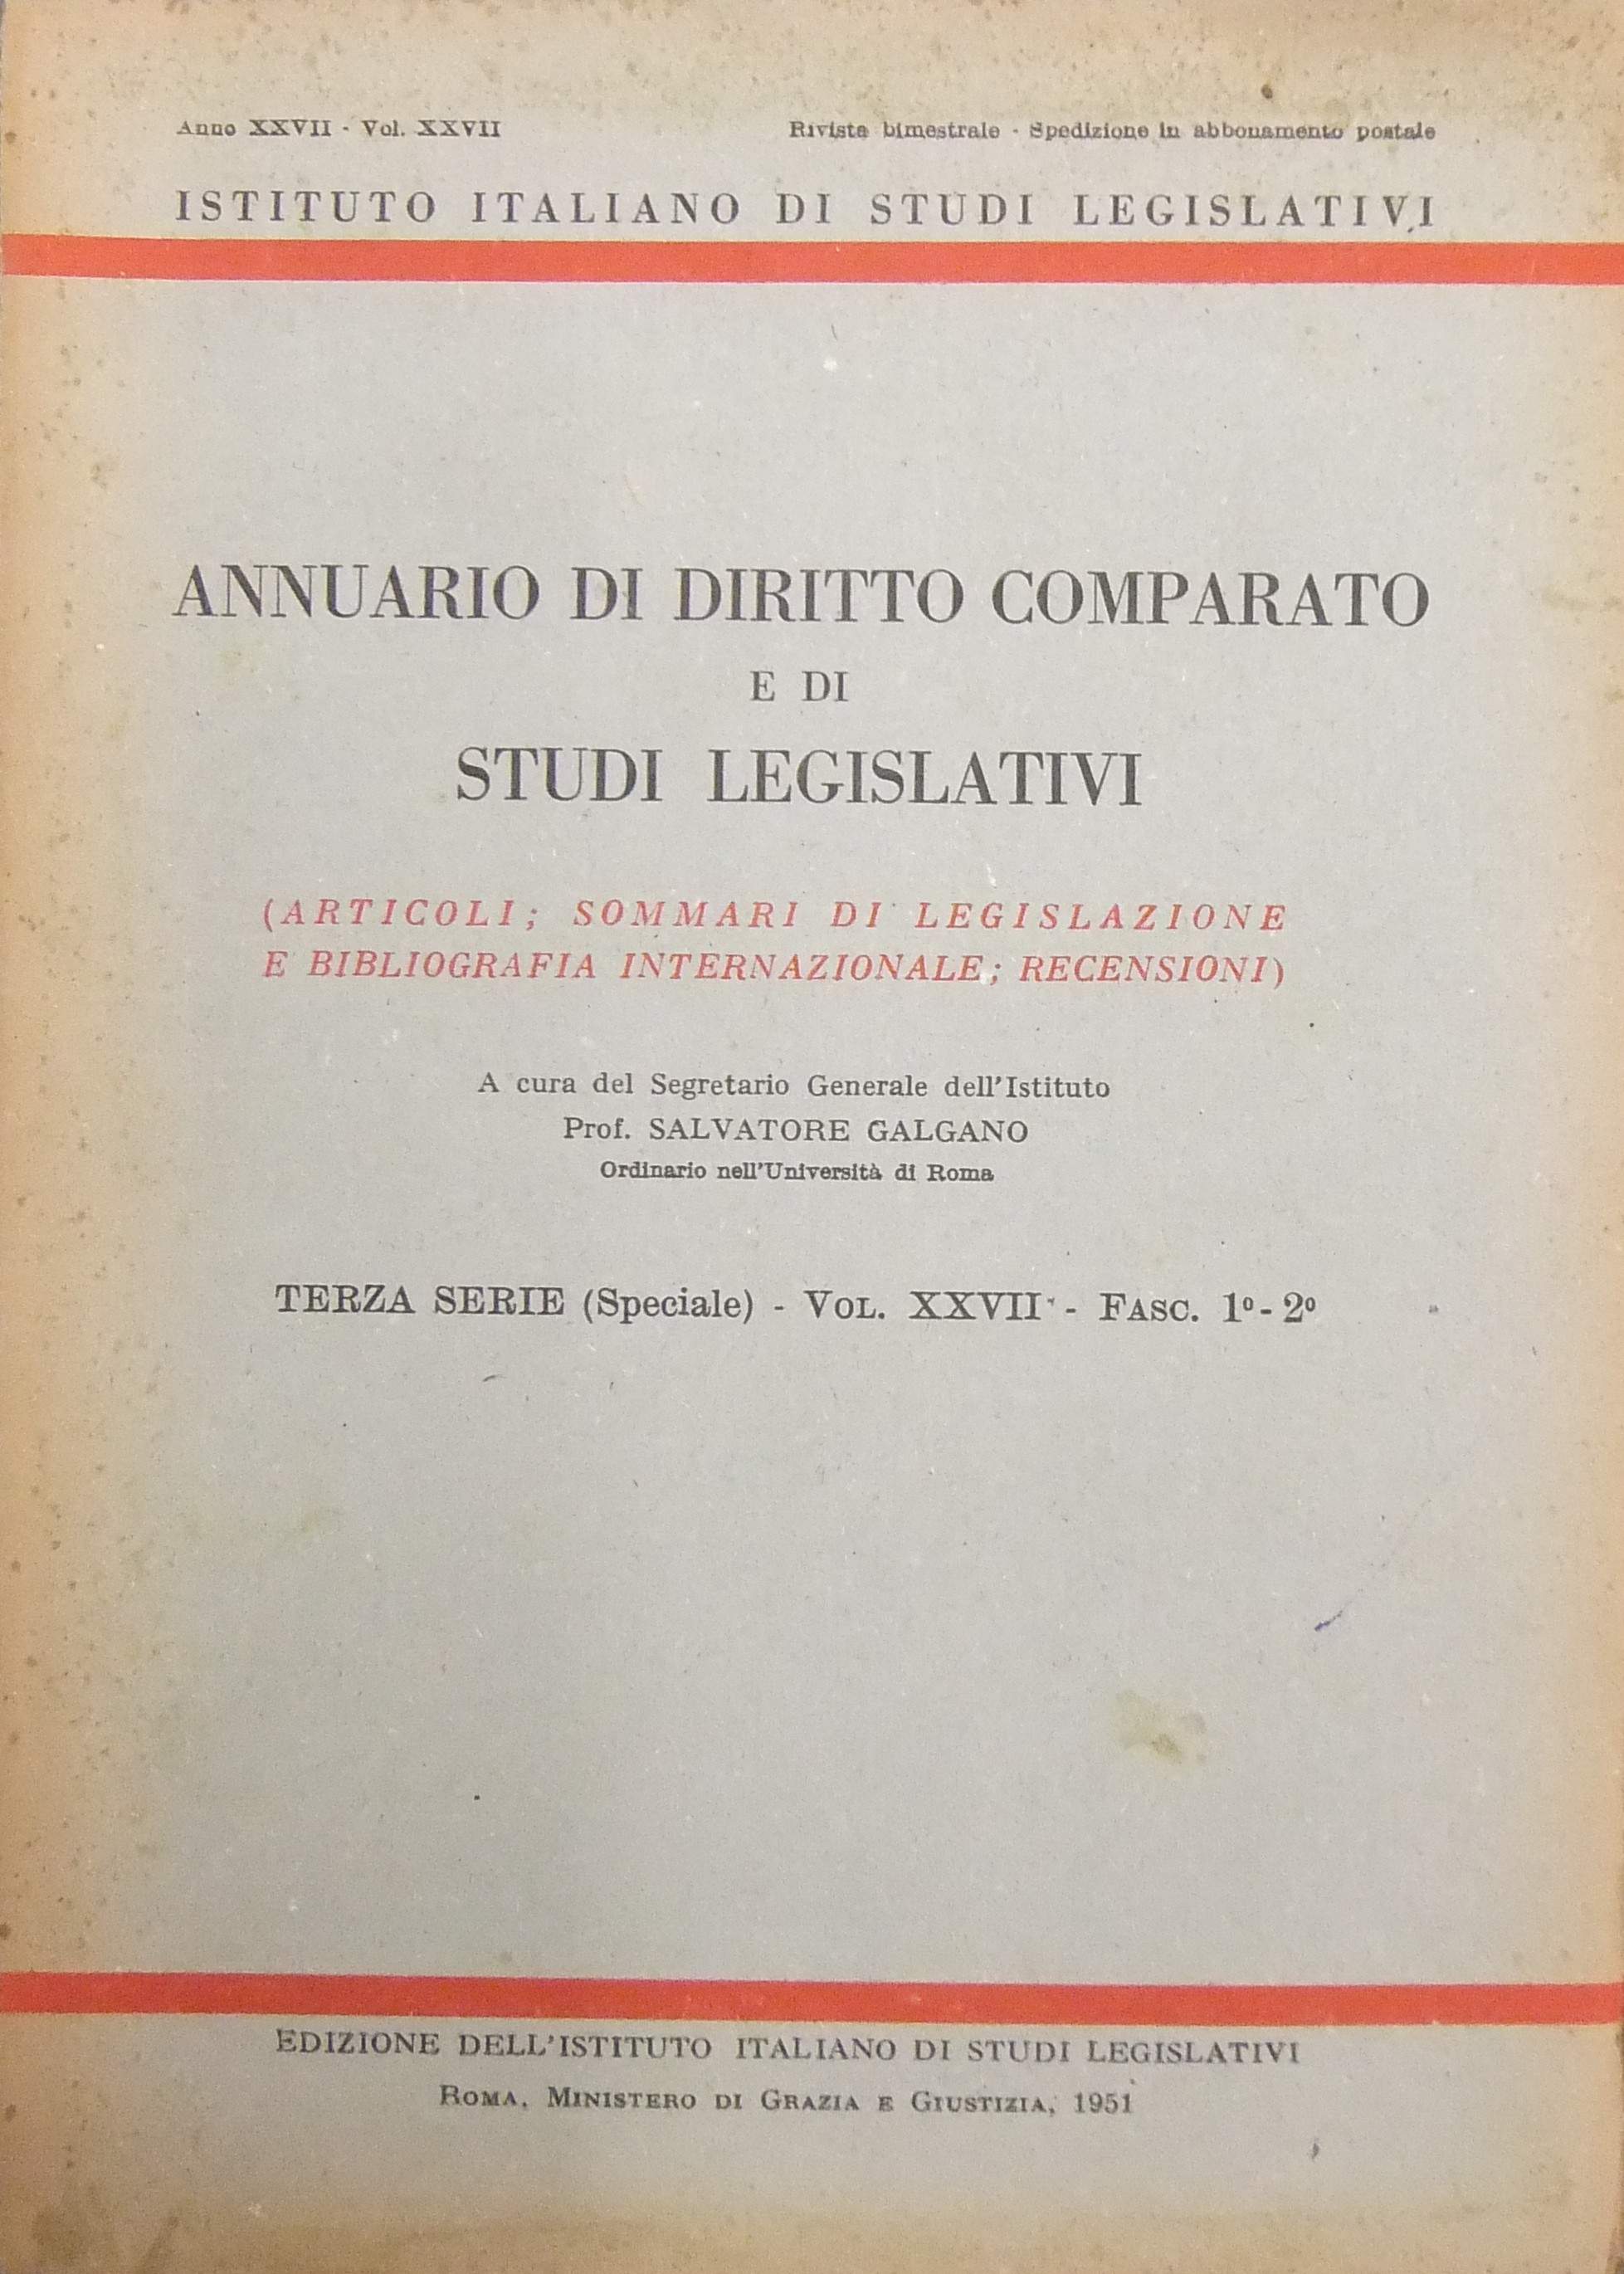 Anno XXVII - Vol. XXVII
Rivista bimestrale - Spedizione in abbonamento postale
ISTITUTO ITALIANO DI STUDI LEGISLATIVI
ANNUARIO DI DIRITTO COMPARATO
E DI
STUDI LEGISLATIVI
(ARTICOLI; SOMMARI DI LEGISLAZIONE
E BIBLIOGRAFIA INTERNAZIONALE; RECENSIONI)
A cura del Segretario Generale dell'Istituto
Prof. SALVATORE GALGANO
Ordinario nell'Università di Roma
TERZA SERIE (Speciale) - VOL. XXVII - FASC. 1º - 2º
EDIZIONE DELL'ISTITUTO ITALIANO DI STUDI LEGISLATIVI
ROMA, MINISTERO DI GRAZIA E GIUSTIZIA, 1951